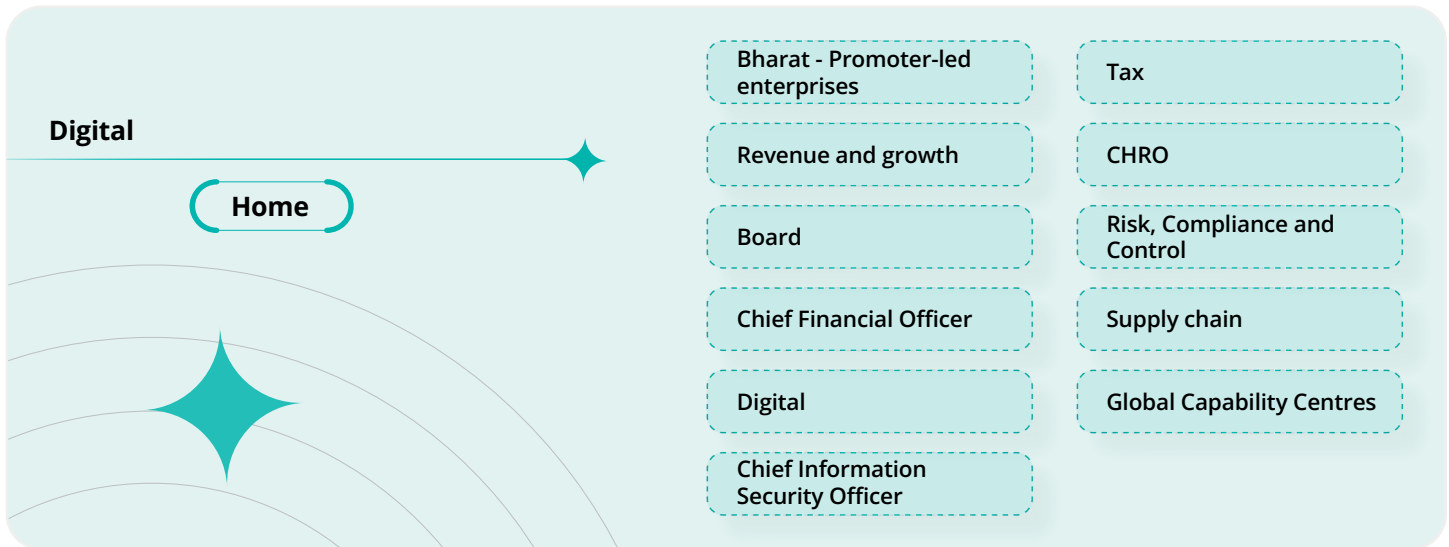 Digital
Home
Bharat - Promoter-led
enterprises
Revenue and growth
Board
Chief Financial Officer
Digital
Chief Information
Security Officer
Tax
CHRO
Risk, Compliance and
Control
Supply chain
Global Capability Centres